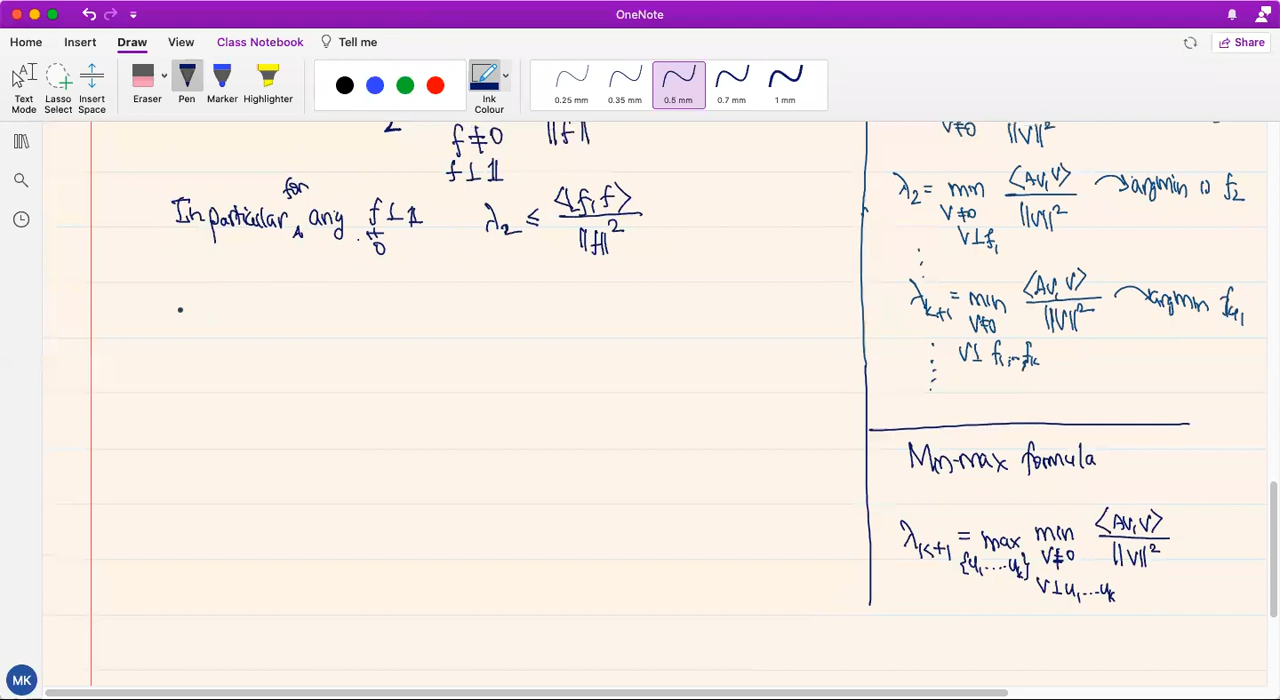 OneNote
Home Insert Draw View Class Notebook Tell me
Share
Text Mode
Lasso Select
Insert Space
Eraser
Pen
Marker
Highlighter
Ink Colour
0.25 mm
0.35 mm
0.5 mm
0.7 mm
1 mm
2
f≠0 ‖f‖
f⊥𝟙
In particular for any f⊥𝟙 λ₂ ≤ <Lf,f> / ‖f‖²
≠0
v≠0 ‖v‖²
λ₂ = min <Av,v> / ‖v‖² → argmin is f₂
v≠0
v⊥f₁
⋮
λₖ₊₁ = min <Av,v> / ‖v‖² → argmin fₖ₊₁
v≠0
v⊥ f₁,…,fₖ
⋮
Min-max formula
λₖ₊₁ = max min <Av,v> / ‖v‖²
{u₁....uₖ} v≠0
v⊥u₁...uₖ
MK